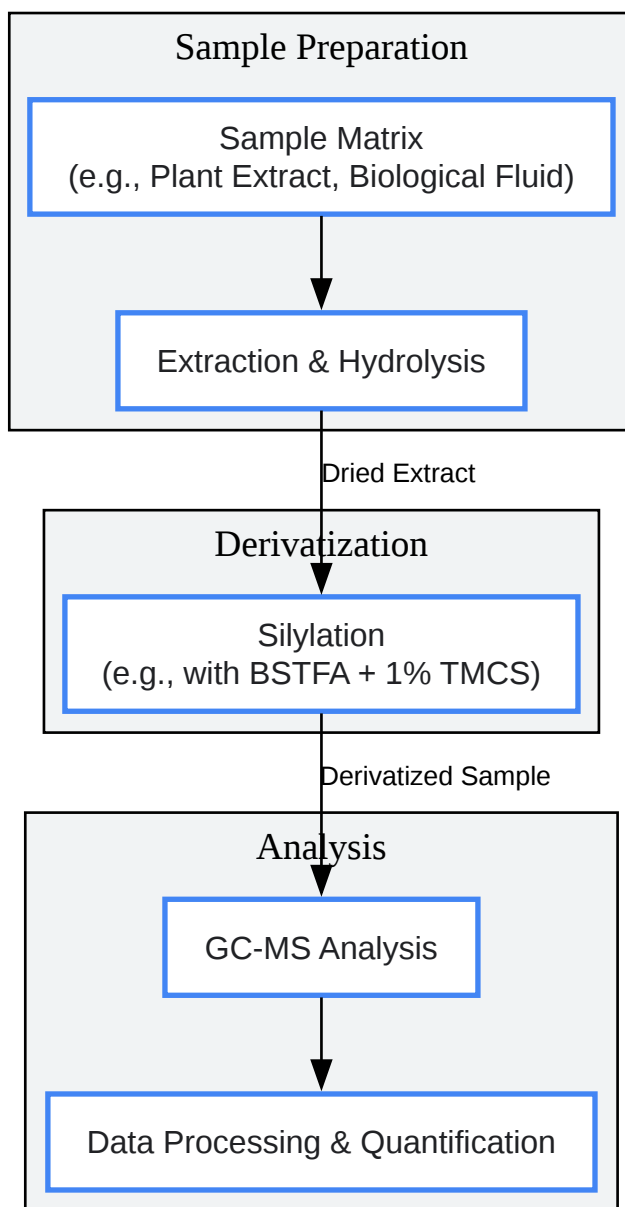 Sample Preparation
Sample Matrix
(e.g., Plant Extract, Biological Fluid)
Extraction & Hydrolysis
Dried Extract
Derivatization
Silylation
(e.g., with BSTFA + 1% TMCS)
Derivatized Sample
Analysis
GC-MS Analysis
Data Processing & Quantification